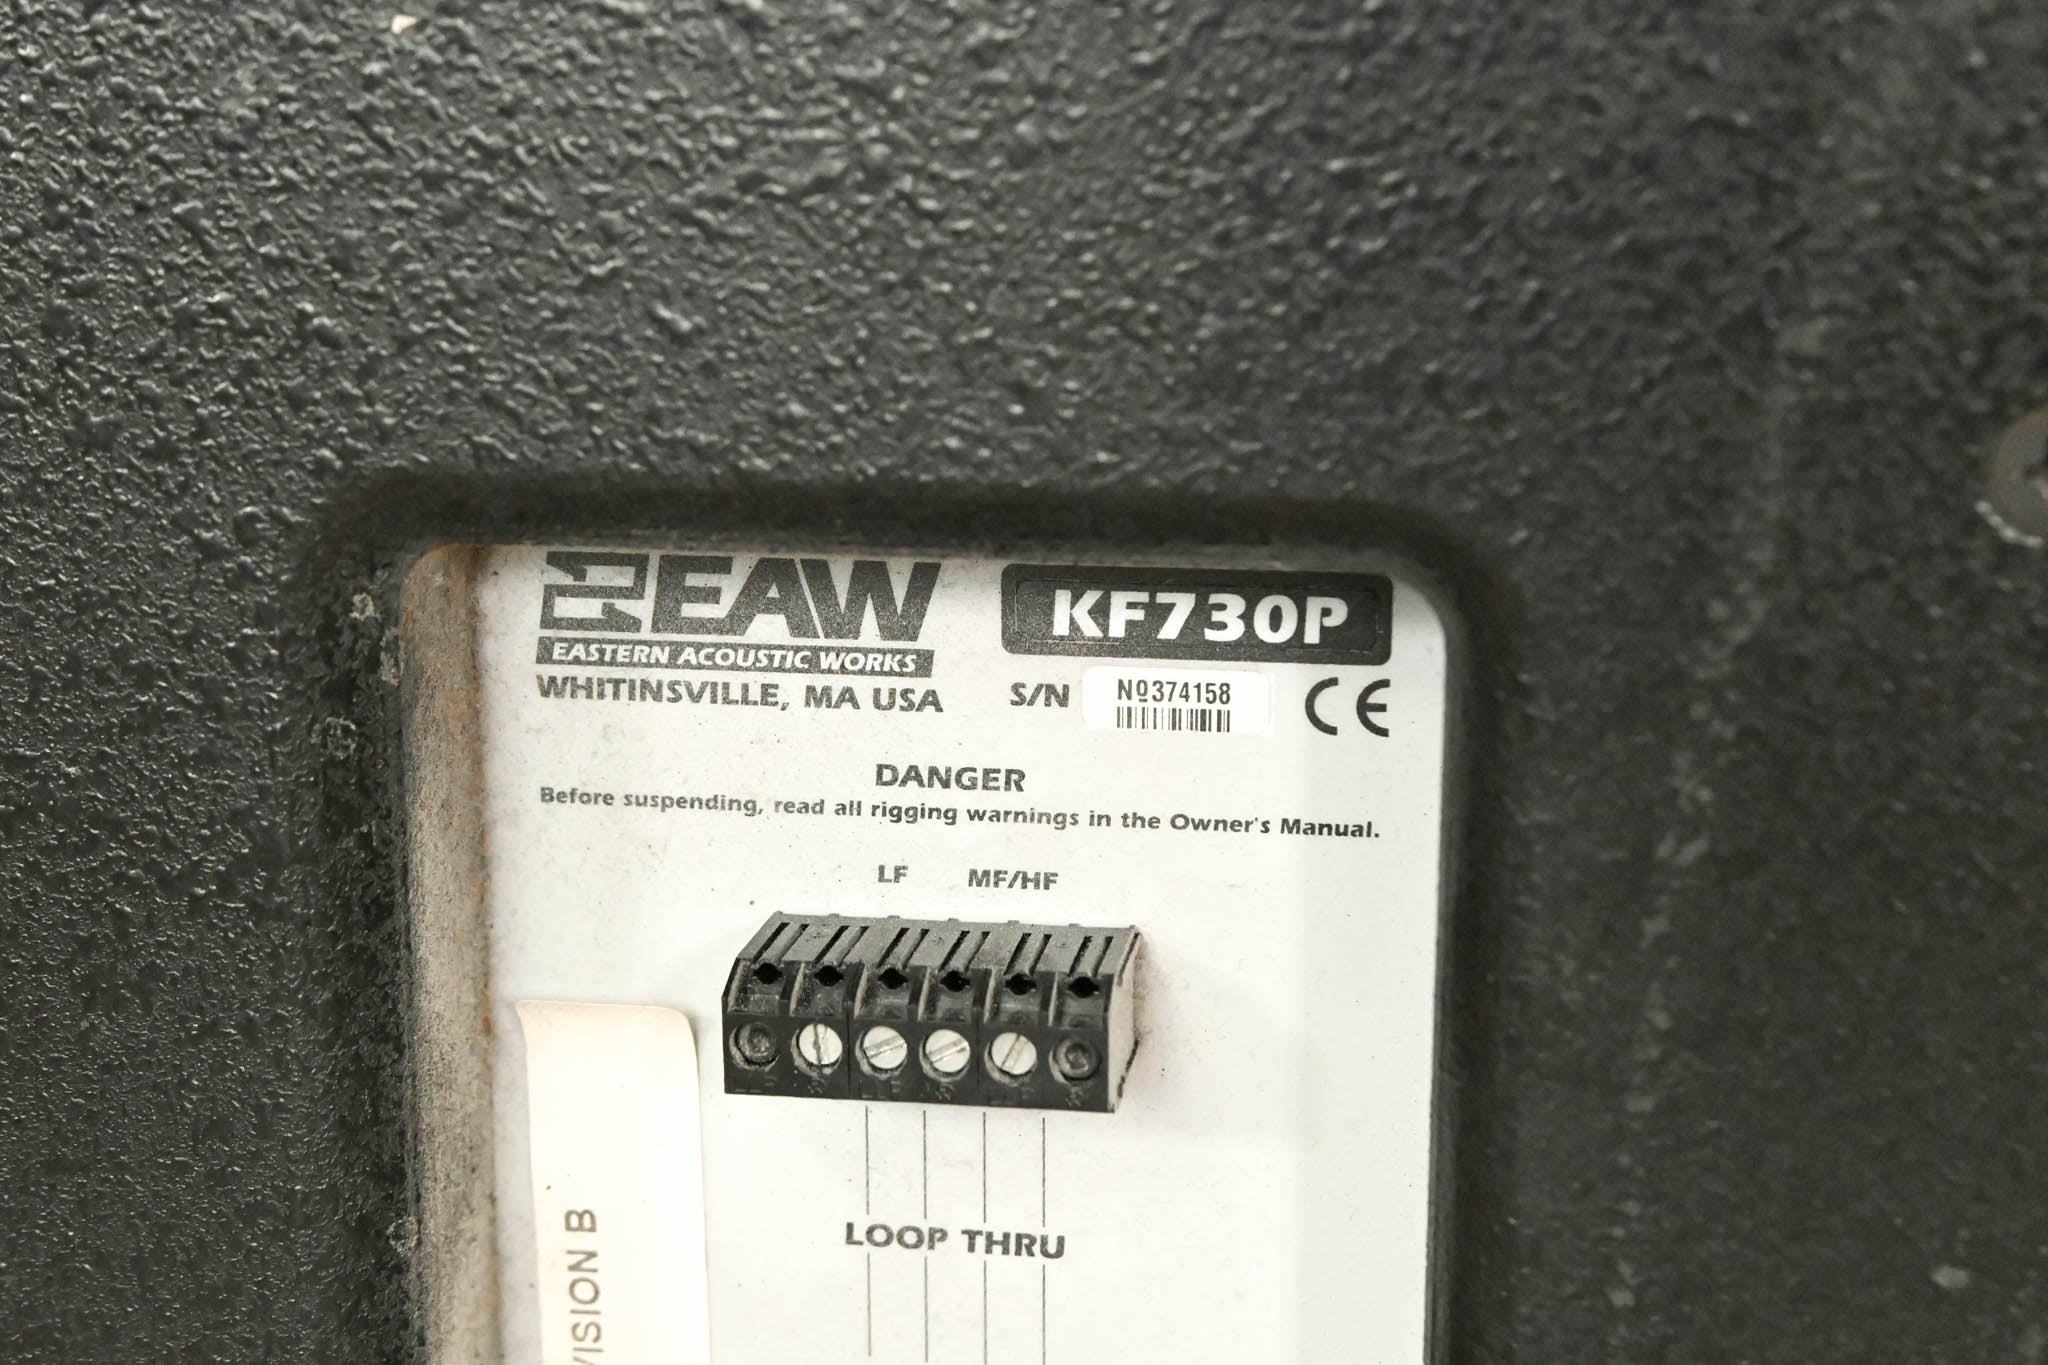 EAW
EASTERN ACOUSTIC WORKS
WHITINSVILLE, MA USA
KF730P
S/N
Nº374158
CE
DANGER
Before suspending, read all rigging warnings in the Owner's Manual.
LF MF/HF
LOOP THRU
VISION B